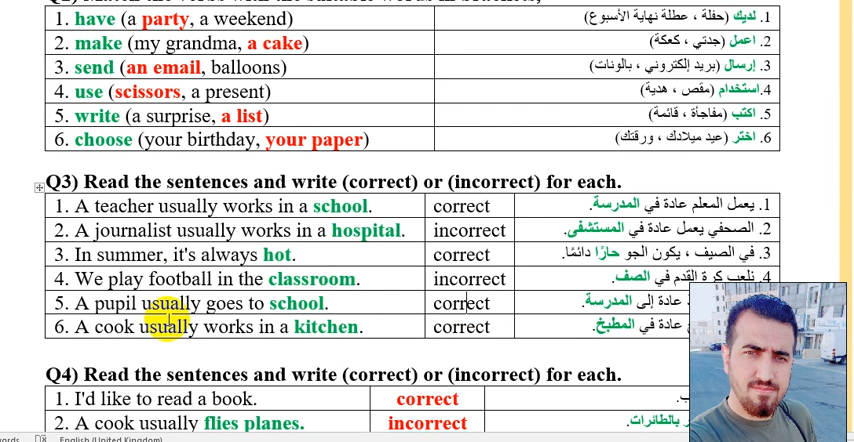 1. have (a party, a weekend) 1. لديك (حفلة ، عطلة نهاية الأسبوع)
2. make (my grandma, a cake) 2. اعمل (جدتي ، كعكة)
3. send (an email, balloons) 3. إرسال (بريد إلكتروني ، بالونات)
4. use (scissors, a present) 4. استخدام (مقص ، هدية)
5. write (a surprise, a list) 5. اكتب (مفاجأة ، قائمة)
6. choose (your birthday, your paper) 6. اختر (عيد ميلادك ، ورقتك)
Q3) Read the sentences and write (correct) or (incorrect) for each.
1. A teacher usually works in a school. correct 1. يعمل المعلم عادة في المدرسة.
2. A journalist usually works in a hospital. incorrect 2. الصحفي يعمل عادة في المستشفى.
3. In summer, it's always hot. correct 3. في الصيف ، يكون الجو حارًا دائمًا.
4. We play football in the classroom. incorrect 4. نلعب كرة القدم في الصف.
5. A pupil usually goes to school. correct عادة إلى المدرسة.
6. A cook usually works in a kitchen. correct عادة في المطبخ.
Q4) Read the sentences and write (correct) or (incorrect) for each.
1. I'd like to read a book. correct
2. A cook usually flies planes. incorrect بالطائرات.
English (United Kingdom)